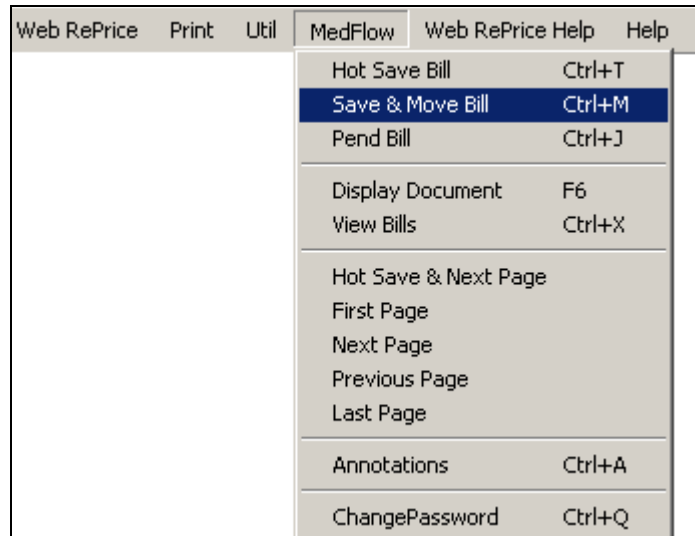 Web RePrice Print Util MedFlow Web RePrice Help Help
Hot Save Bill Ctrl+T
Save & Move Bill Ctrl+M
Pend Bill Ctrl+J
Display Document F6
View Bills Ctrl+X
Hot Save & Next Page
First Page
Next Page
Previous Page
Last Page
Annotations Ctrl+A
ChangePassword Ctrl+Q